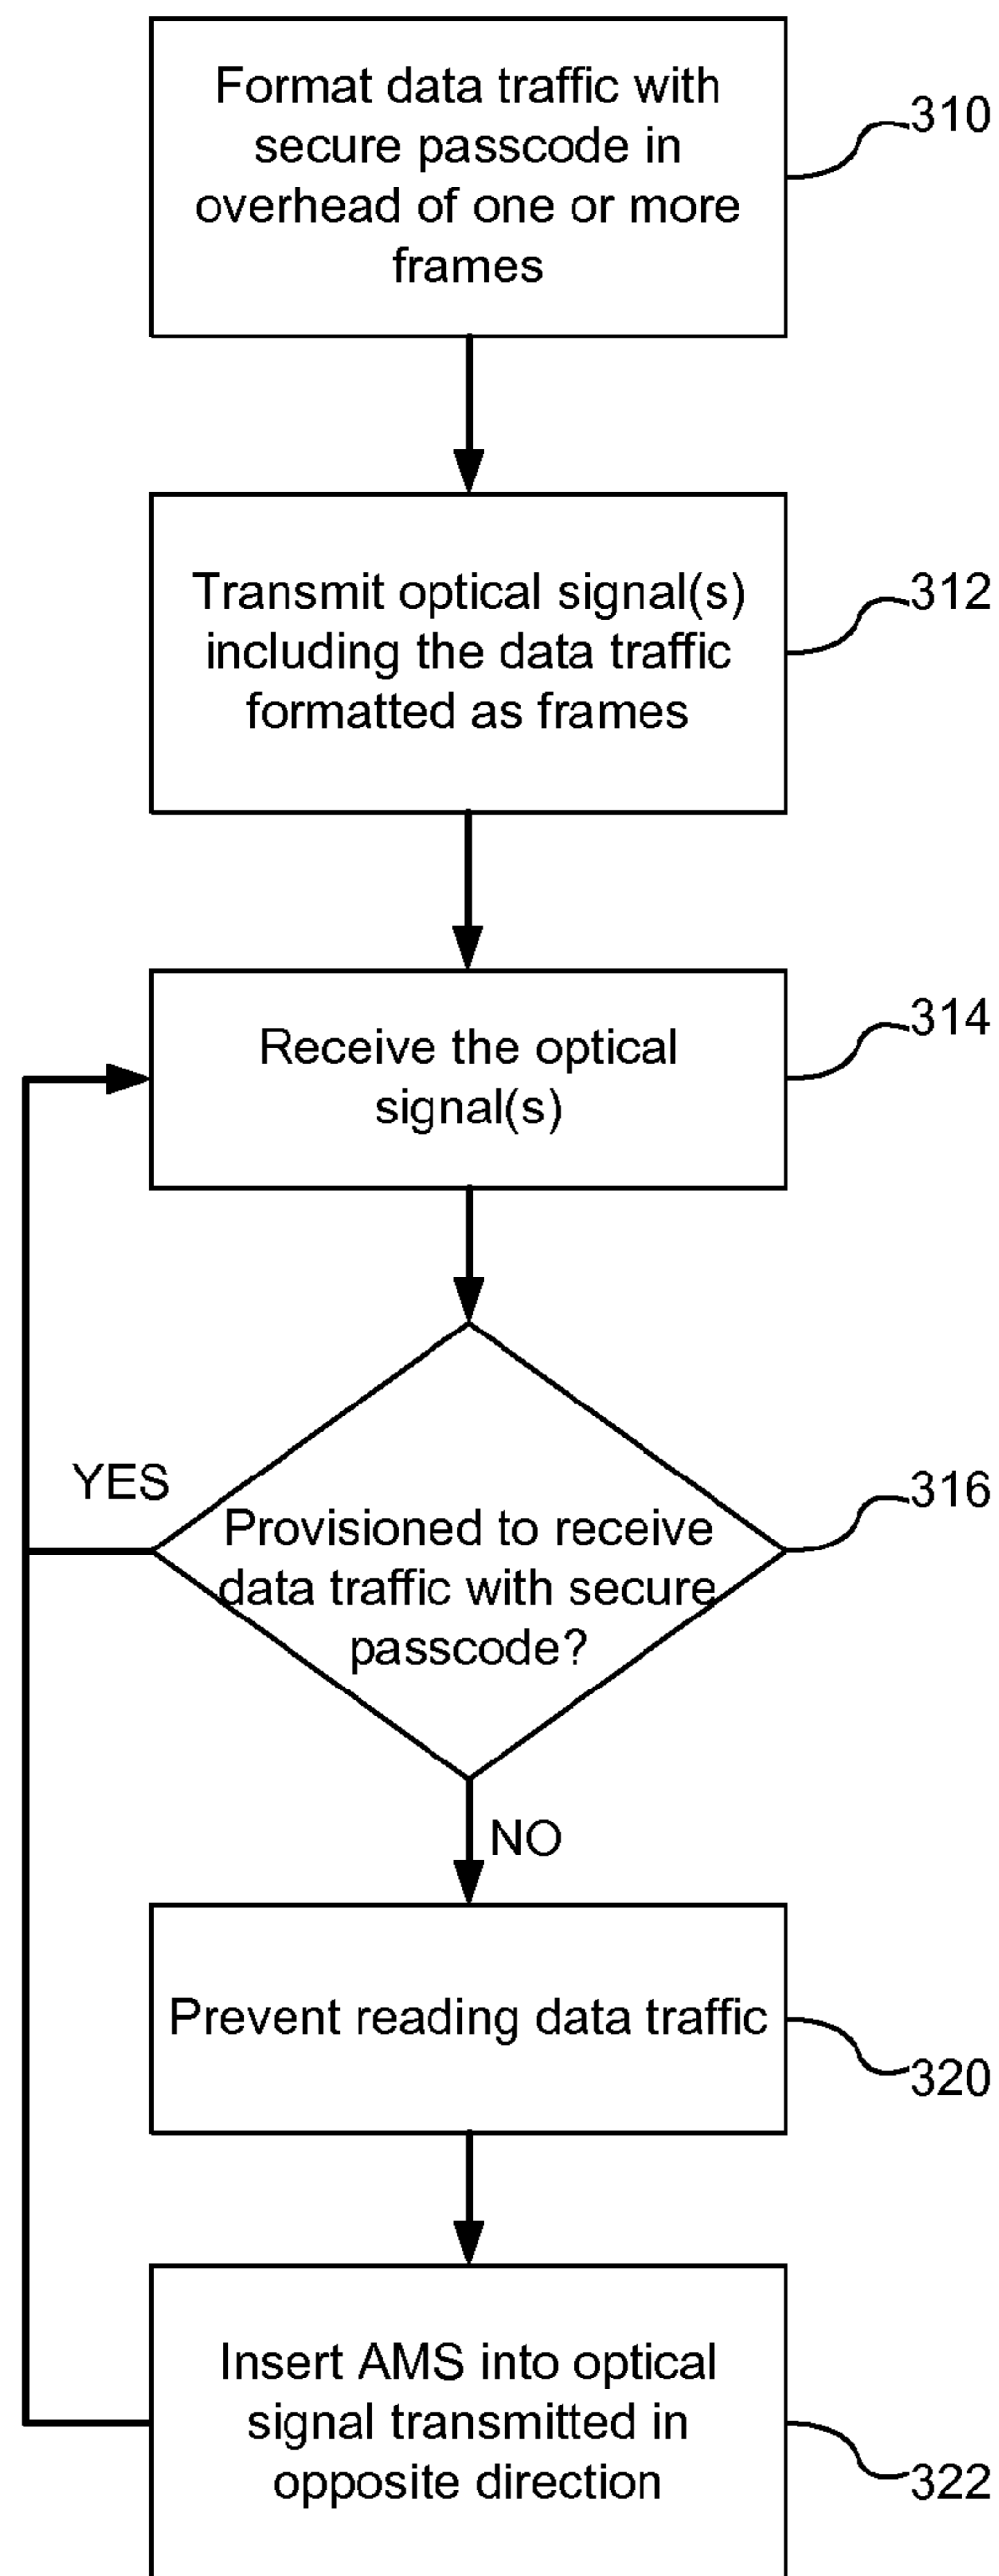 Format data traffic with
secure passcode in
overhead of one or more
frames
310
Transmit optical signal(s)
including the data traffic
formatted as frames
312
Receive the optical
signal(s)
314
YES
Provisioned to receive
data traffic with secure
passcode?
316
NO
Prevent reading data traffic
320
Insert AMS into optical
signal transmitted in
opposite direction
322